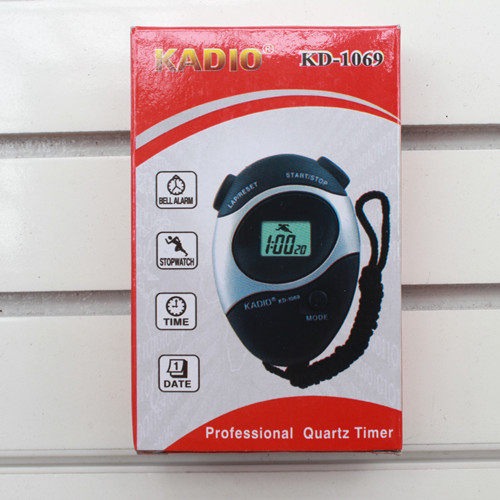 KADIO®
KD-1069
LAP/RESET
START/STOP
1:00 20
KADIO® KD-1069
MODE
BELL ALARM
STOPWATCH
TIME
1
DATE
Professional Quartz Timer